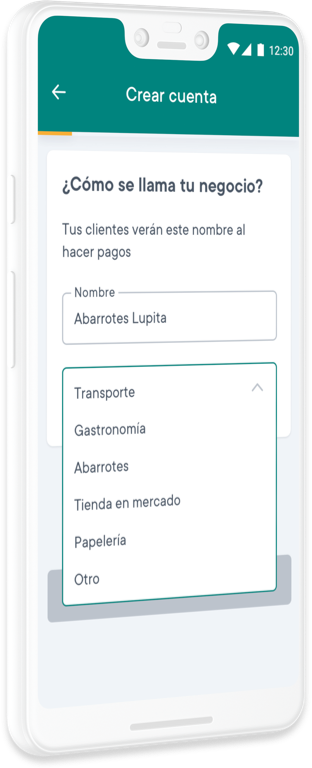 12:30
Crear cuenta
¿Cómo se llama tu negocio?
Tus clientes verán este nombre al
hacer pagos
Nombre
Abarrotes Lupita
Transporte
Gastronomía
Abarrotes
Tienda en mercado
Papelería
Otro